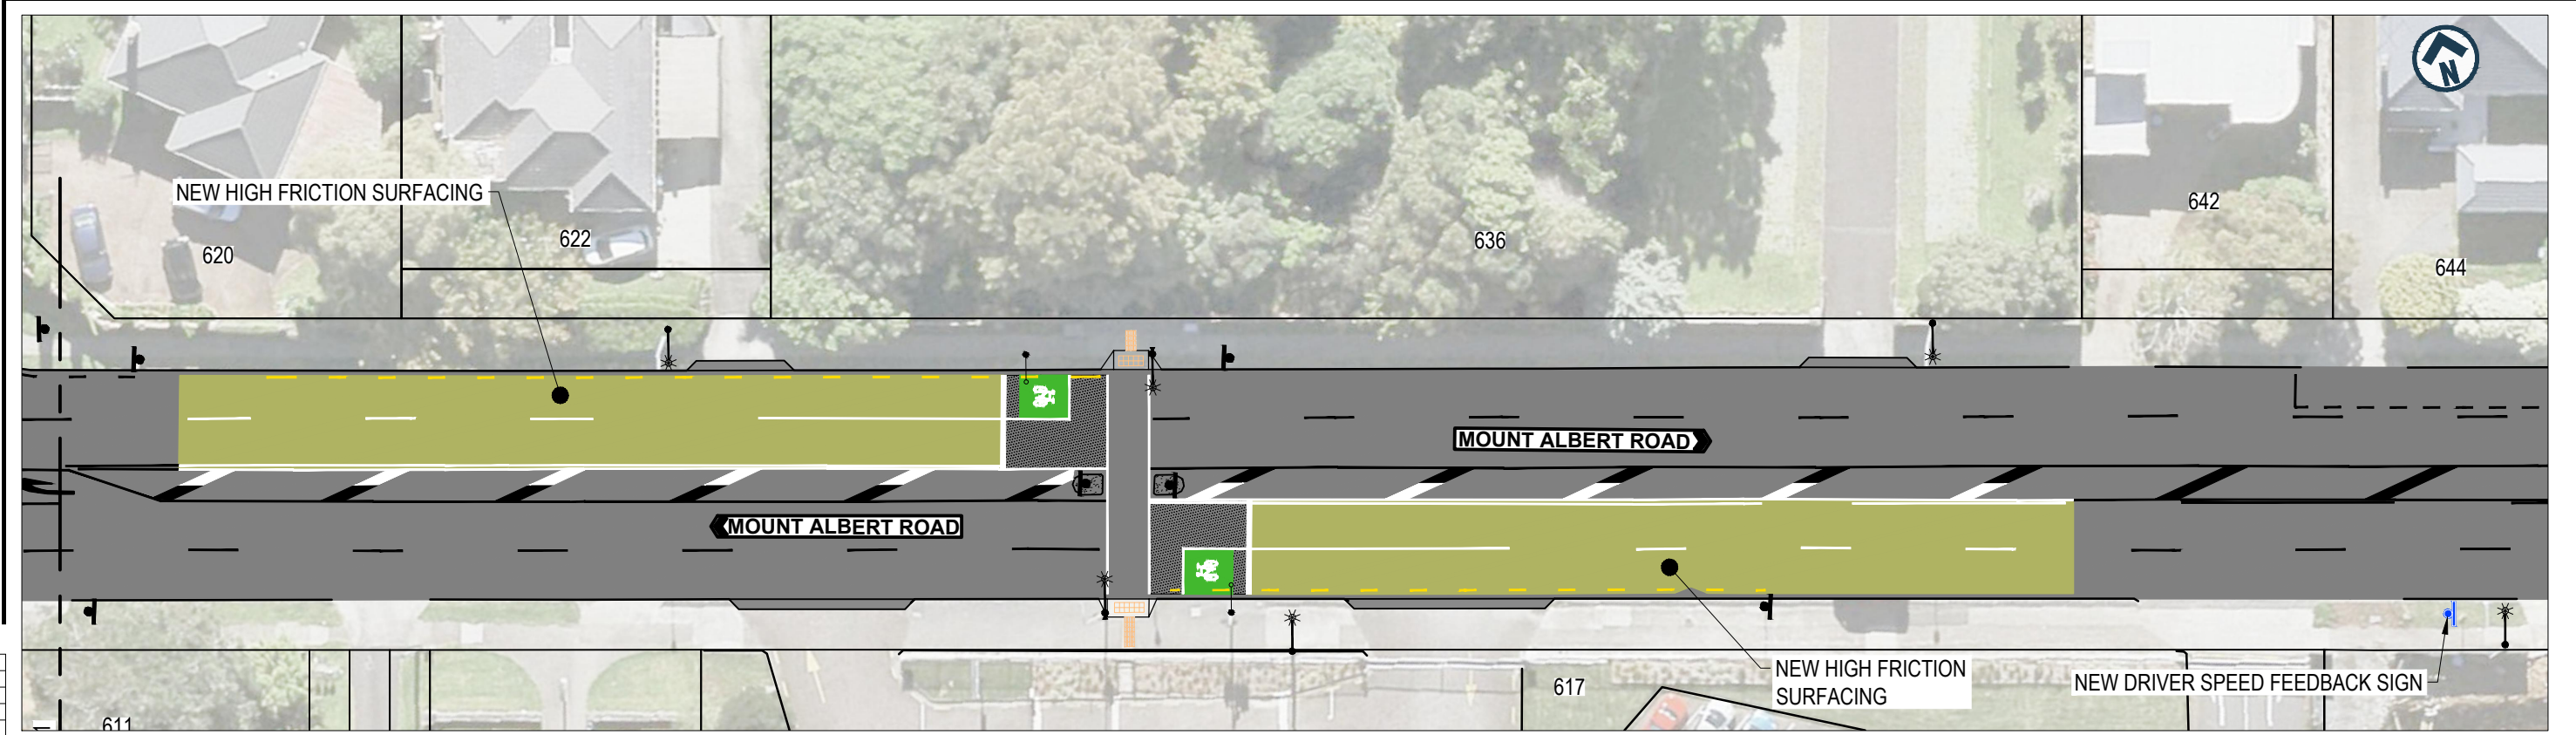 N
642
NEW HIGH FRICTION SURFACING
622
620
636
644
MOUNT ALBERT ROAD
MOUNT ALBERT ROAD
NEW HIGH FRICTION
SURFACING
617
NEW DRIVER SPEED FEEDBACK SIGN
611
1